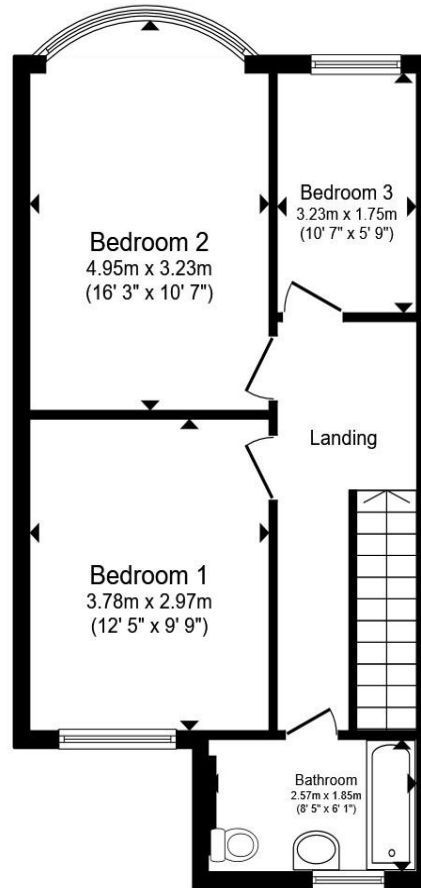 Bedroom 2
4.95m x 3.23m
(16' 3" x 10' 7")
Bedroom 3
3.23m x 1.75m
(10' 7" x 5' 9")
Landing
Bedroom 1
3.78m x 2.97m
(12' 5" x 9' 9")
Bathroom
2.57m x 1.85m
(8' 5" x 6' 1")